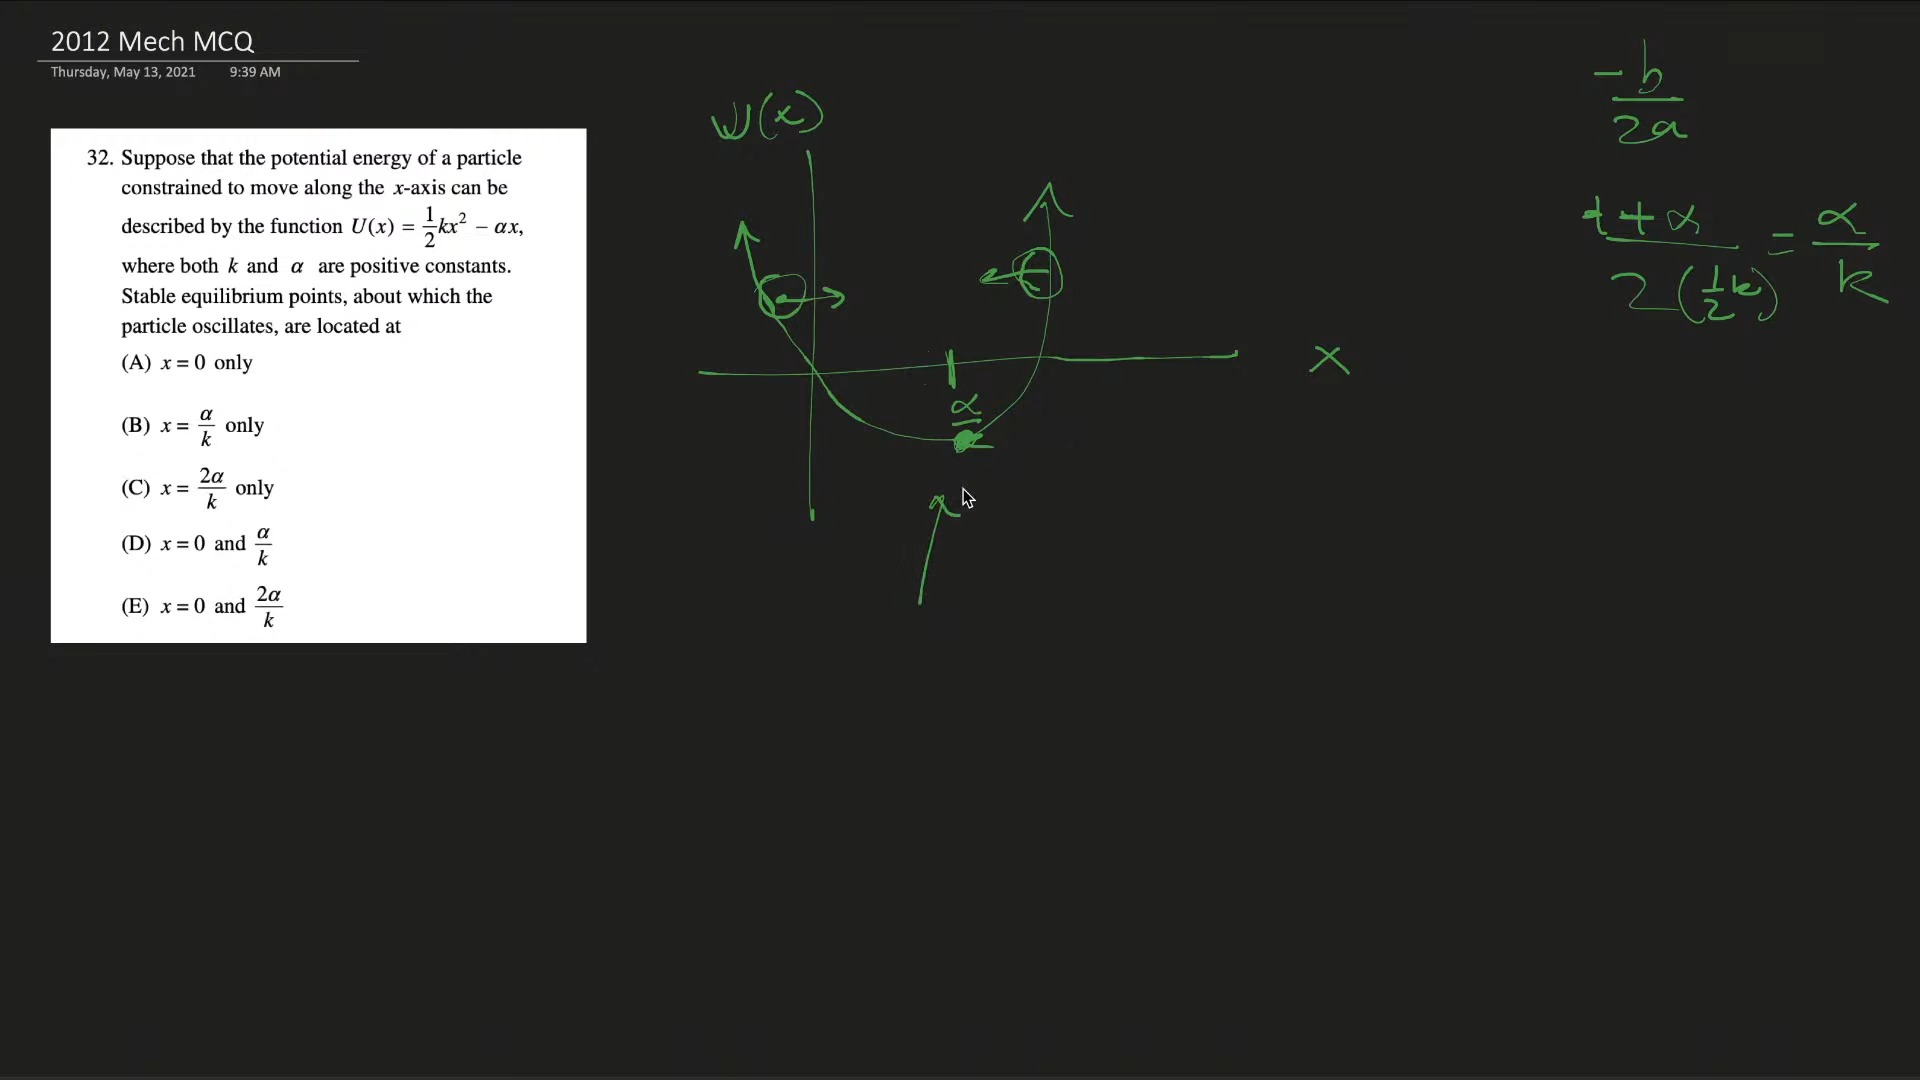 2012 Mech MCQ
Thursday, May 13, 2021 9:39 AM
32. Suppose that the potential energy of a particle
constrained to move along the x-axis can be
described by the function U(x) = 1/2 kx² − αx,
where both k and α are positive constants.
Stable equilibrium points, about which the
particle oscillates, are located at
(A) x = 0 only
(B) x = α/k only
(C) x = 2α/k only
(D) x = 0 and α/k
(E) x = 0 and 2α/k
U(x)
x
α
-b/2a
+α/2(1/2 k) = α/k